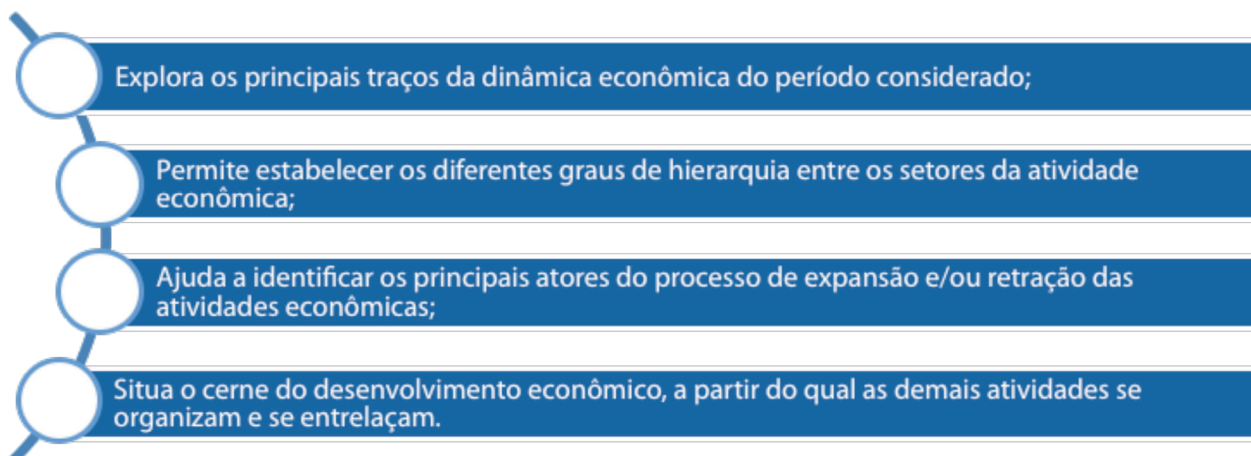 Explora os principais traços da dinâmica econômica do período considerado;
Permite estabelecer os diferentes graus de hierarquia entre os setores da atividade
econômica;
Ajuda a identificar os principais atores do processo de expansão e/ou retração das
atividades econômicas;
Situa o cerne do desenvolvimento econômico, a partir do qual as demais atividades se
organizam e se entrelaçam.